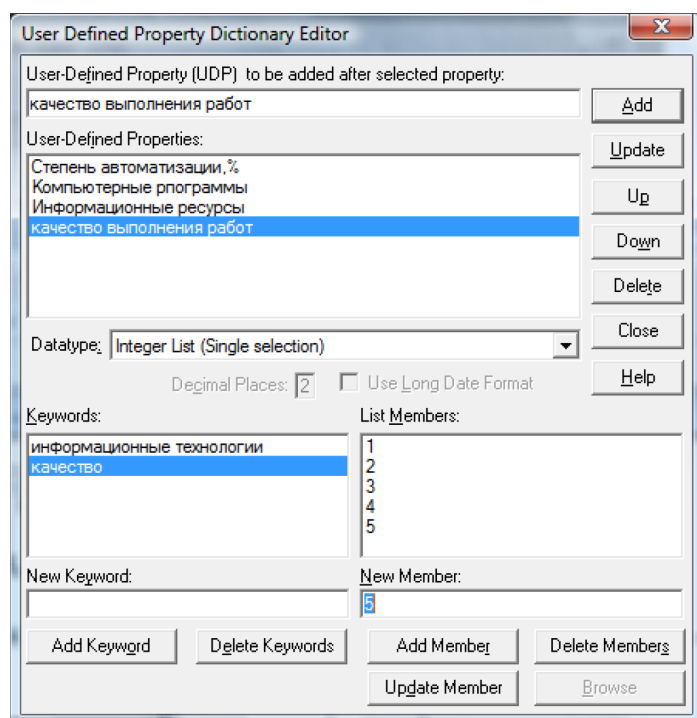 User Defined Property Dictionary Editor
User-Defined Property (UDP) to be added after selected property:
качество выполнения работ
Add
User-Defined Properties:
Update
Степень автоматизации,%
Компьютерные рпограммы
Информационные ресурсы
качество выполнения работ
Up
Down
Delete
Close
Datatype: Integer List (Single selection)
Decimal Places: 2 Use Long Date Format
Help
Keywords: List Members:
информационные технологии 1
качество 2
3
4
5
New Keyword: New Member:
5
Add Keyword Delete Keywords Add Member Delete Members
Update Member Browse